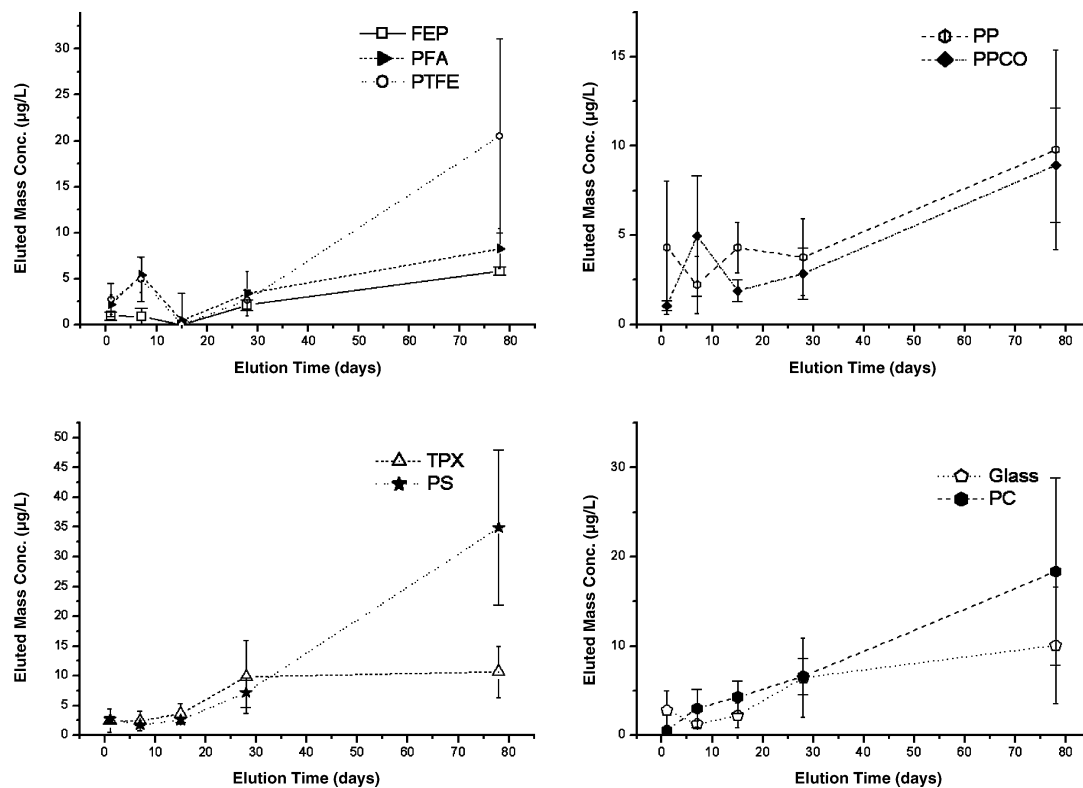 FEP
PFA
PTFE
Eluted Mass Conc. (µg/L)
30
25
20
15
10
5
0
0 10 20 30 40 50 60 70 80
Elution Time (days)
PP
PPCO
Eluted Mass Conc. (µg/L)
15
10
5
0
0 10 20 30 40 50 60 70 80
Elution Time (days)
TPX
PS
Eluted Mass Conc. (µg/L)
50
45
40
35
30
25
20
15
10
5
0
0 10 20 30 40 50 60 70 80
Elution Time (days)
Glass
PC
Eluted Mass Conc. (µg/L)
30
20
10
0
0 10 20 30 40 50 60 70 80
Elution Time (days)